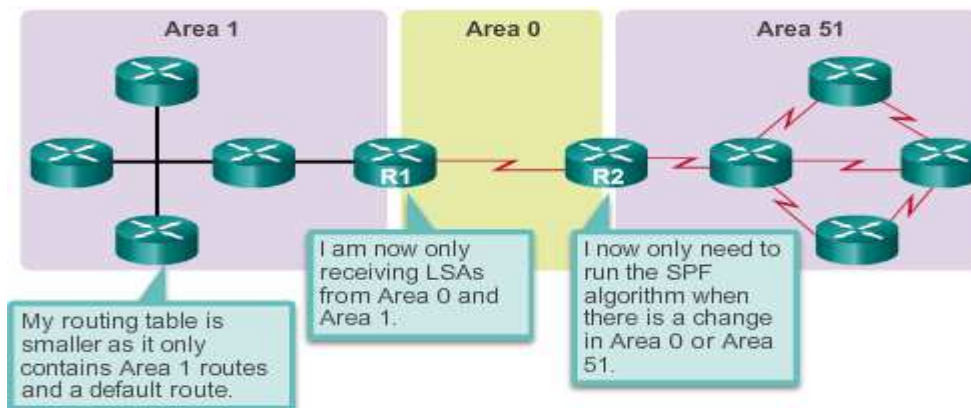 Area 1
Area 0
Area 51
R1
R2
I am now only
receiving LSAs
from Area 0 and
Area 1.
I now only need to
run the SPF
algorithm when
there is a change
in Area 0 or Area
51.
My routing table is
smaller as it only
contains Area 1 routes
and a default route.